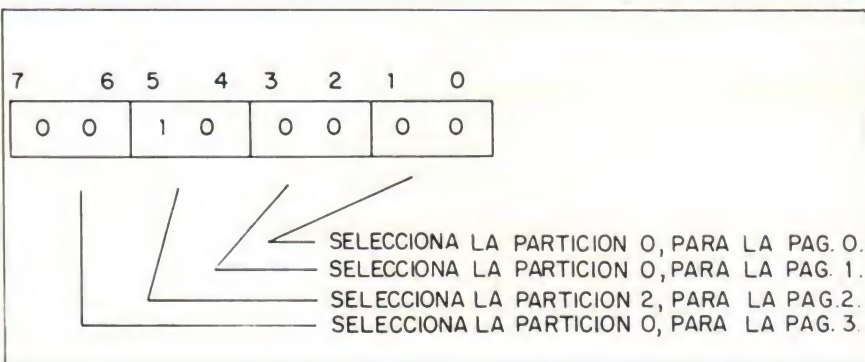 7 6 5 4 3 2 1 0
0 0 1 0 0 0 0 0
SELECCIONA LA PARTICION 0, PARA LA PAG. 0.
SELECCIONA LA PARTICION 0, PARA LA PAG. 1.
SELECCIONA LA PARTICION 2, PARA LA PAG.2.
SELECCIONA LA PARTICION 0, PARA LA PAG. 3.